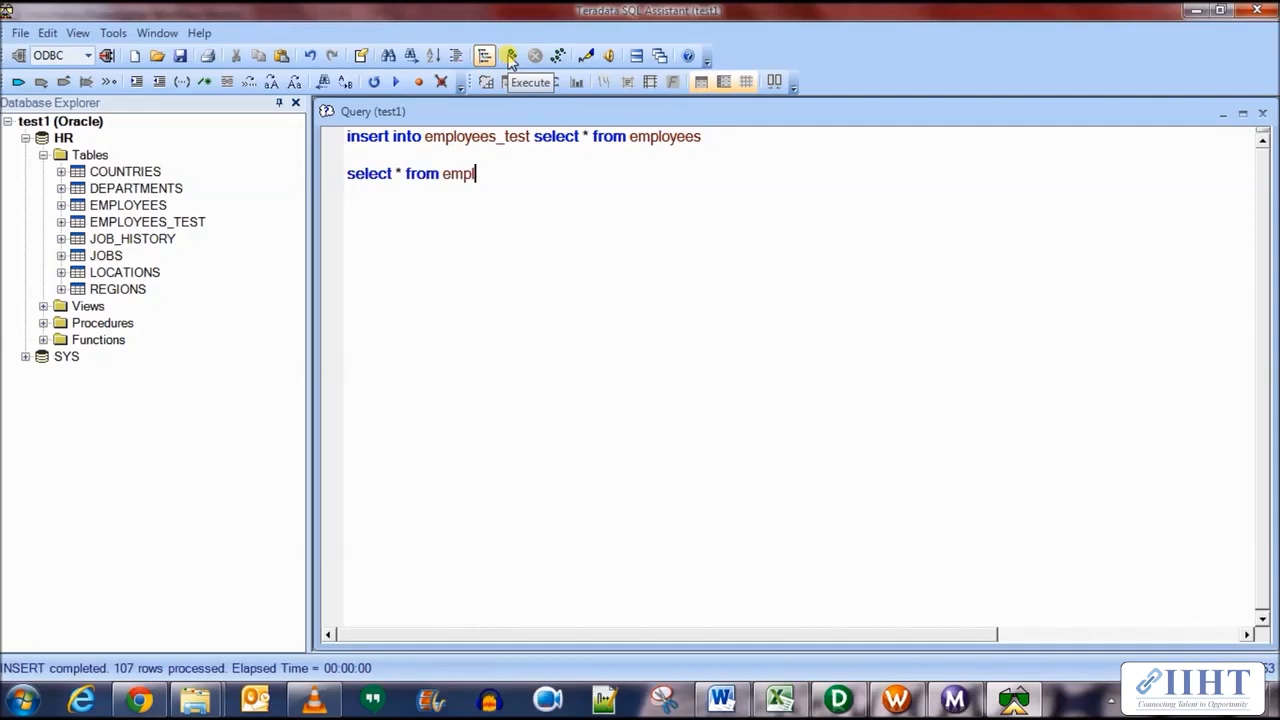 Teradata SQL Assistant (test1)
File Edit View Tools Window Help
ODBC
Execute
Database Explorer
Query (test1)
test1 (Oracle)
HR
Tables
COUNTRIES
DEPARTMENTS
EMPLOYEES
EMPLOYEES_TEST
JOB_HISTORY
JOBS
LOCATIONS
REGIONS
Views
Procedures
Functions
SYS
insert into employees_test select * from employees
select * from empl
INSERT completed. 107 rows processed. Elapsed Time = 00:00:00
53
IIHT
Connecting Talent to Opportunity